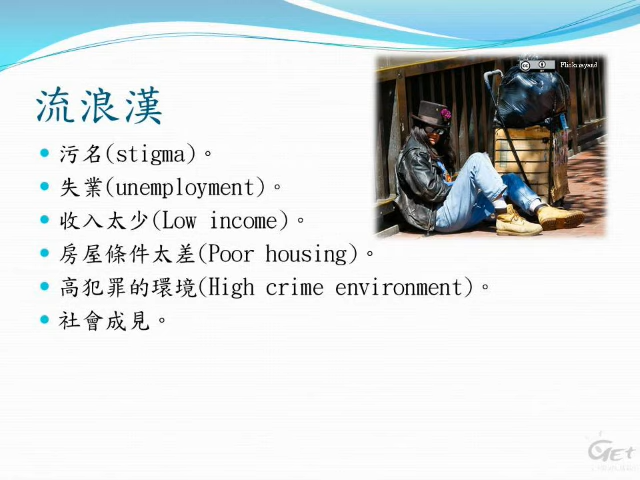 流浪漢
污名(stigma)。
失業(unemployment)。
收入太少(Low income)。
房屋條件太差(Poor housing)。
高犯罪的環境(High crime environment)。
社會成見。